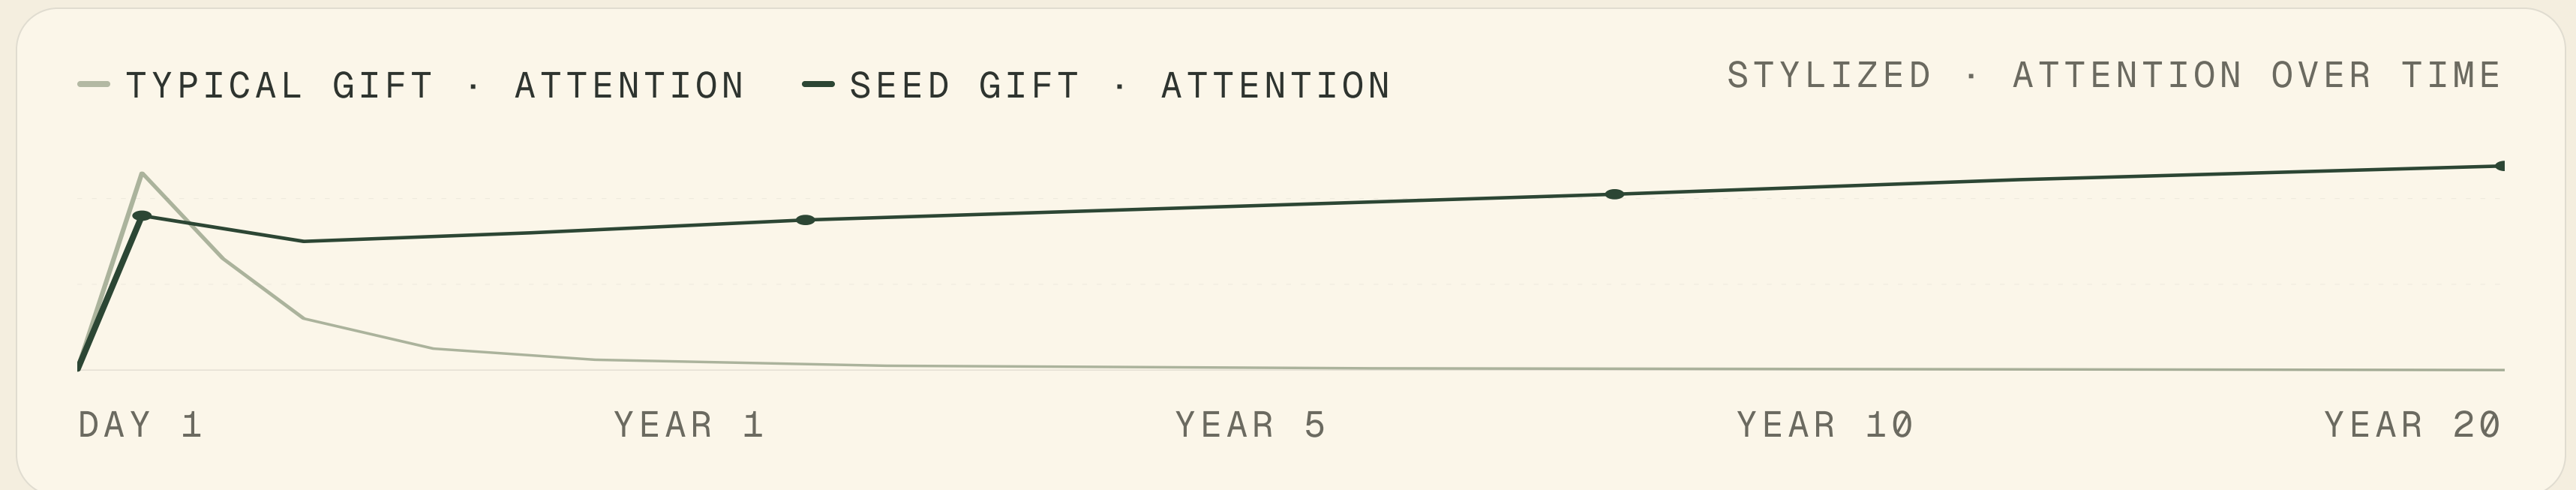 TYPICAL GIFT · ATTENTION
SEED GIFT · ATTENTION
STYLIZED · ATTENTION OVER TIME
DAY 1
YEAR 1
YEAR 5
YEAR 10
YEAR 20